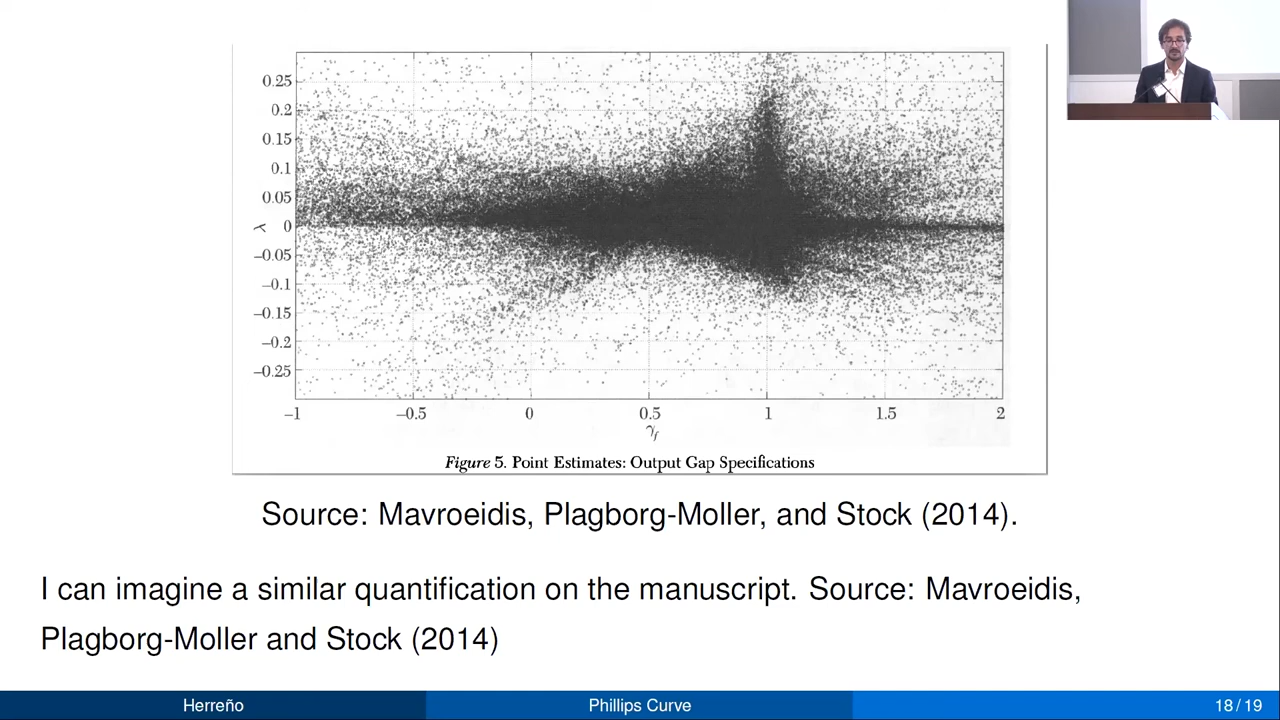 0.25
0.2
0.15
0.1
0.05
λ 0
−0.05
−0.1
−0.15
−0.2
−0.25
−1 −0.5 0 0.5 1 1.5 2
γf
Figure 5. Point Estimates: Output Gap Specifications
Source: Mavroeidis, Plagborg-Moller, and Stock (2014).
I can imagine a similar quantification on the manuscript. Source: Mavroeidis,
Plagborg-Moller and Stock (2014)
Herreño Phillips Curve 18 / 19